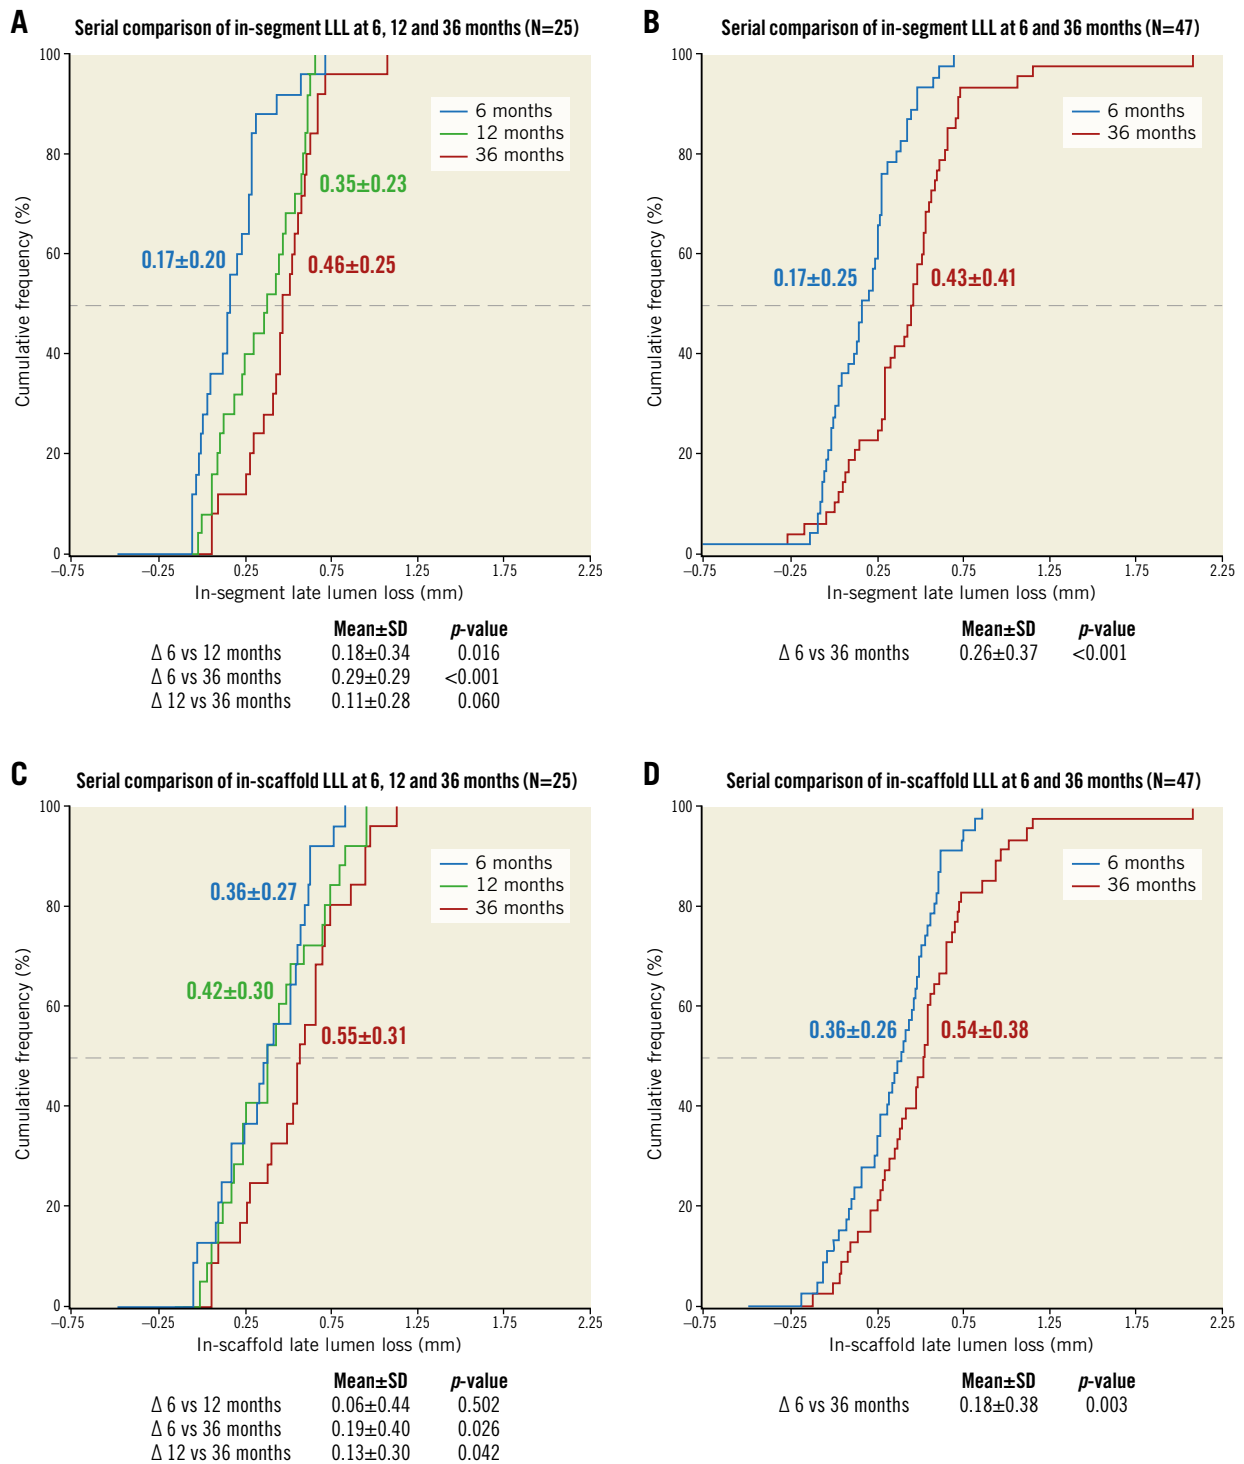 A
Serial comparison of in-segment LLL at 6, 12 and 36 months (N=25)
100
80
60
40
20
0
Cumulative frequency (%)
6 months
12 months
36 months
0.35±0.23
0.17±0.20
0.46±0.25
−0.75 −0.25 0.25 0.75 1.25 1.75 2.25
In-segment late lumen loss (mm)
Mean±SD p-value
Δ 6 vs 12 months 0.18±0.34 0.016
Δ 6 vs 36 months 0.29±0.29 <0.001
Δ 12 vs 36 months 0.11±0.28 0.060
B
Serial comparison of in-segment LLL at 6 and 36 months (N=47)
100
80
60
40
20
0
Cumulative frequency (%)
6 months
36 months
0.17±0.25
0.43±0.41
−0.75 −0.25 0.25 0.75 1.25 1.75 2.25
In-segment late lumen loss (mm)
Mean±SD p-value
Δ 6 vs 36 months 0.26±0.37 <0.001
C
Serial comparison of in-scaffold LLL at 6, 12 and 36 months (N=25)
100
80
60
40
20
0
Cumulative frequency (%)
6 months
12 months
36 months
0.36±0.27
0.42±0.30
0.55±0.31
−0.75 −0.25 0.25 0.75 1.25 1.75 2.25
In-scaffold late lumen loss (mm)
Mean±SD p-value
Δ 6 vs 12 months 0.06±0.44 0.502
Δ 6 vs 36 months 0.19±0.40 0.026
Δ 12 vs 36 months 0.13±0.30 0.042
D
Serial comparison of in-scaffold LLL at 6 and 36 months (N=47)
100
80
60
40
20
0
Cumulative frequency (%)
6 months
36 months
0.36±0.26
0.54±0.38
−0.75 −0.25 0.25 0.75 1.25 1.75 2.25
In-scaffold late lumen loss (mm)
Mean±SD p-value
Δ 6 vs 36 months 0.18±0.38 0.003